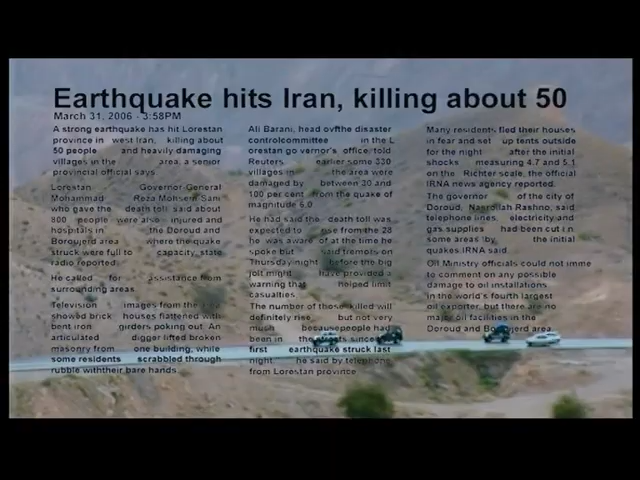 Earthquake hits Iran, killing about 50
March 31, 2006 - 3:58PM
A strong earthquake has hit Lorestan
province in west Iran, killing about
50 people and heavily damaging
villages in the area, a senior
provincial official says
Lorestan Governor-General
Mohammad Reza Mohseni Sani
who gave the death toll said about
800 people were also injured and
hospitals in the Doroud and
Boroujerd area where the quake
struck were full to capacity, state
radio reported.
He called for assistance from
surrounding areas
Television images from the area
showed brick houses flattened with
bent iron girders poking out. An
articulated digger lifted broken
masonry from one building, while
some residents scrabbled through
rubble withtheir bare hands
Ali Barani, head ovfthe disaster
controlcommittee in the L
orestan go vernor's office told
Reuters earlier some 330
villages in the area were
damaged by between 30 and
100 per cent from the quake of
magnitude 6.0
He had said the death toll was
expected to rise from the 28
he was aware of at the time he
spoke but said tremors on
Thursday night before the big
jolt might have provided a
warning that helped limit
casualties.
The number of those killed will
definitely rise but not very
mush becausepeople had
been in the streets since
first earthquake struck last
night he said by telephone
from Lorestan province
Many residents fled their houses
in fear and set up tents outside
for the night after the initial
shocks measuring 4.7 and 5.1
on the Richter scale, the official
IRNA news agency reported.
The governor of the city of
Doroud, Nasrollah Rashno, said
telephone lines electricity and
gas supplies had been cut i n
some areas by the initial
quakes IRNA said
Oil Ministry officials could not imme
to comment on any possible
damage to oil installations
in the world's fourth largest
oil exporter, but there are no
major oil facilities in the
Doroud and Boroujerd area